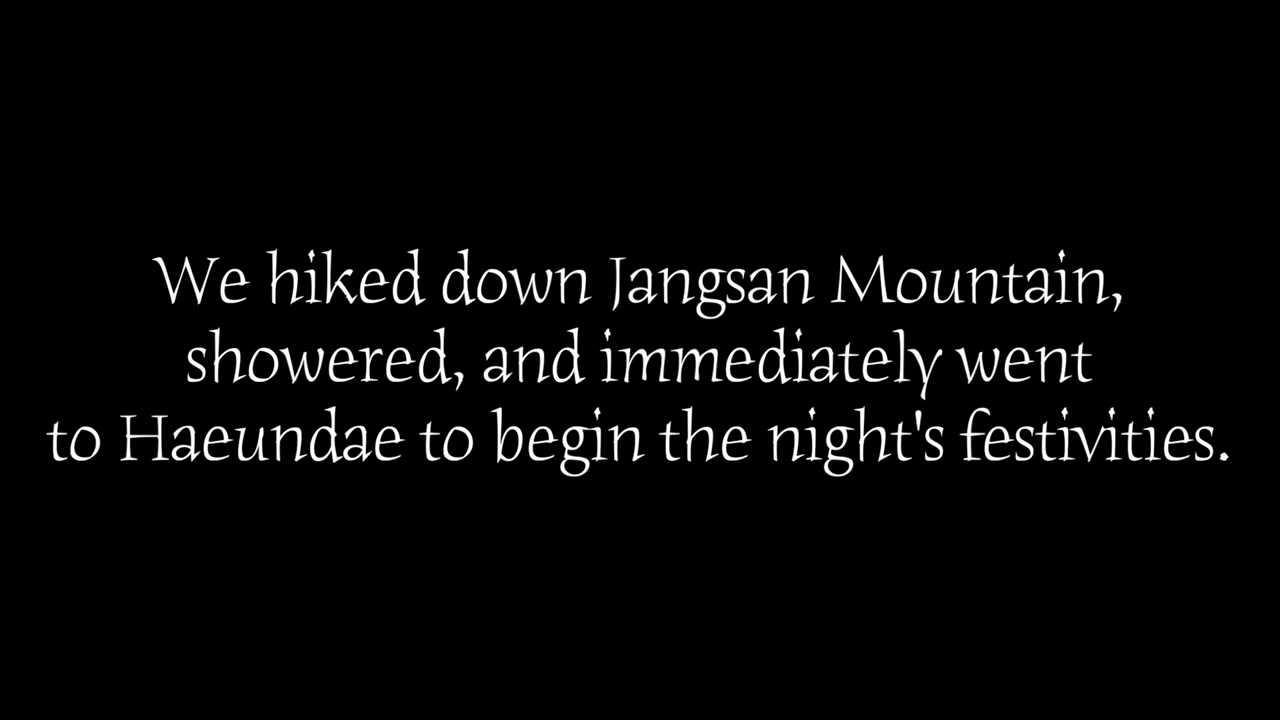 We hiked down Jangsan Mountain,
showered, and immediately went
to Haeundae to begin the night's festivities.